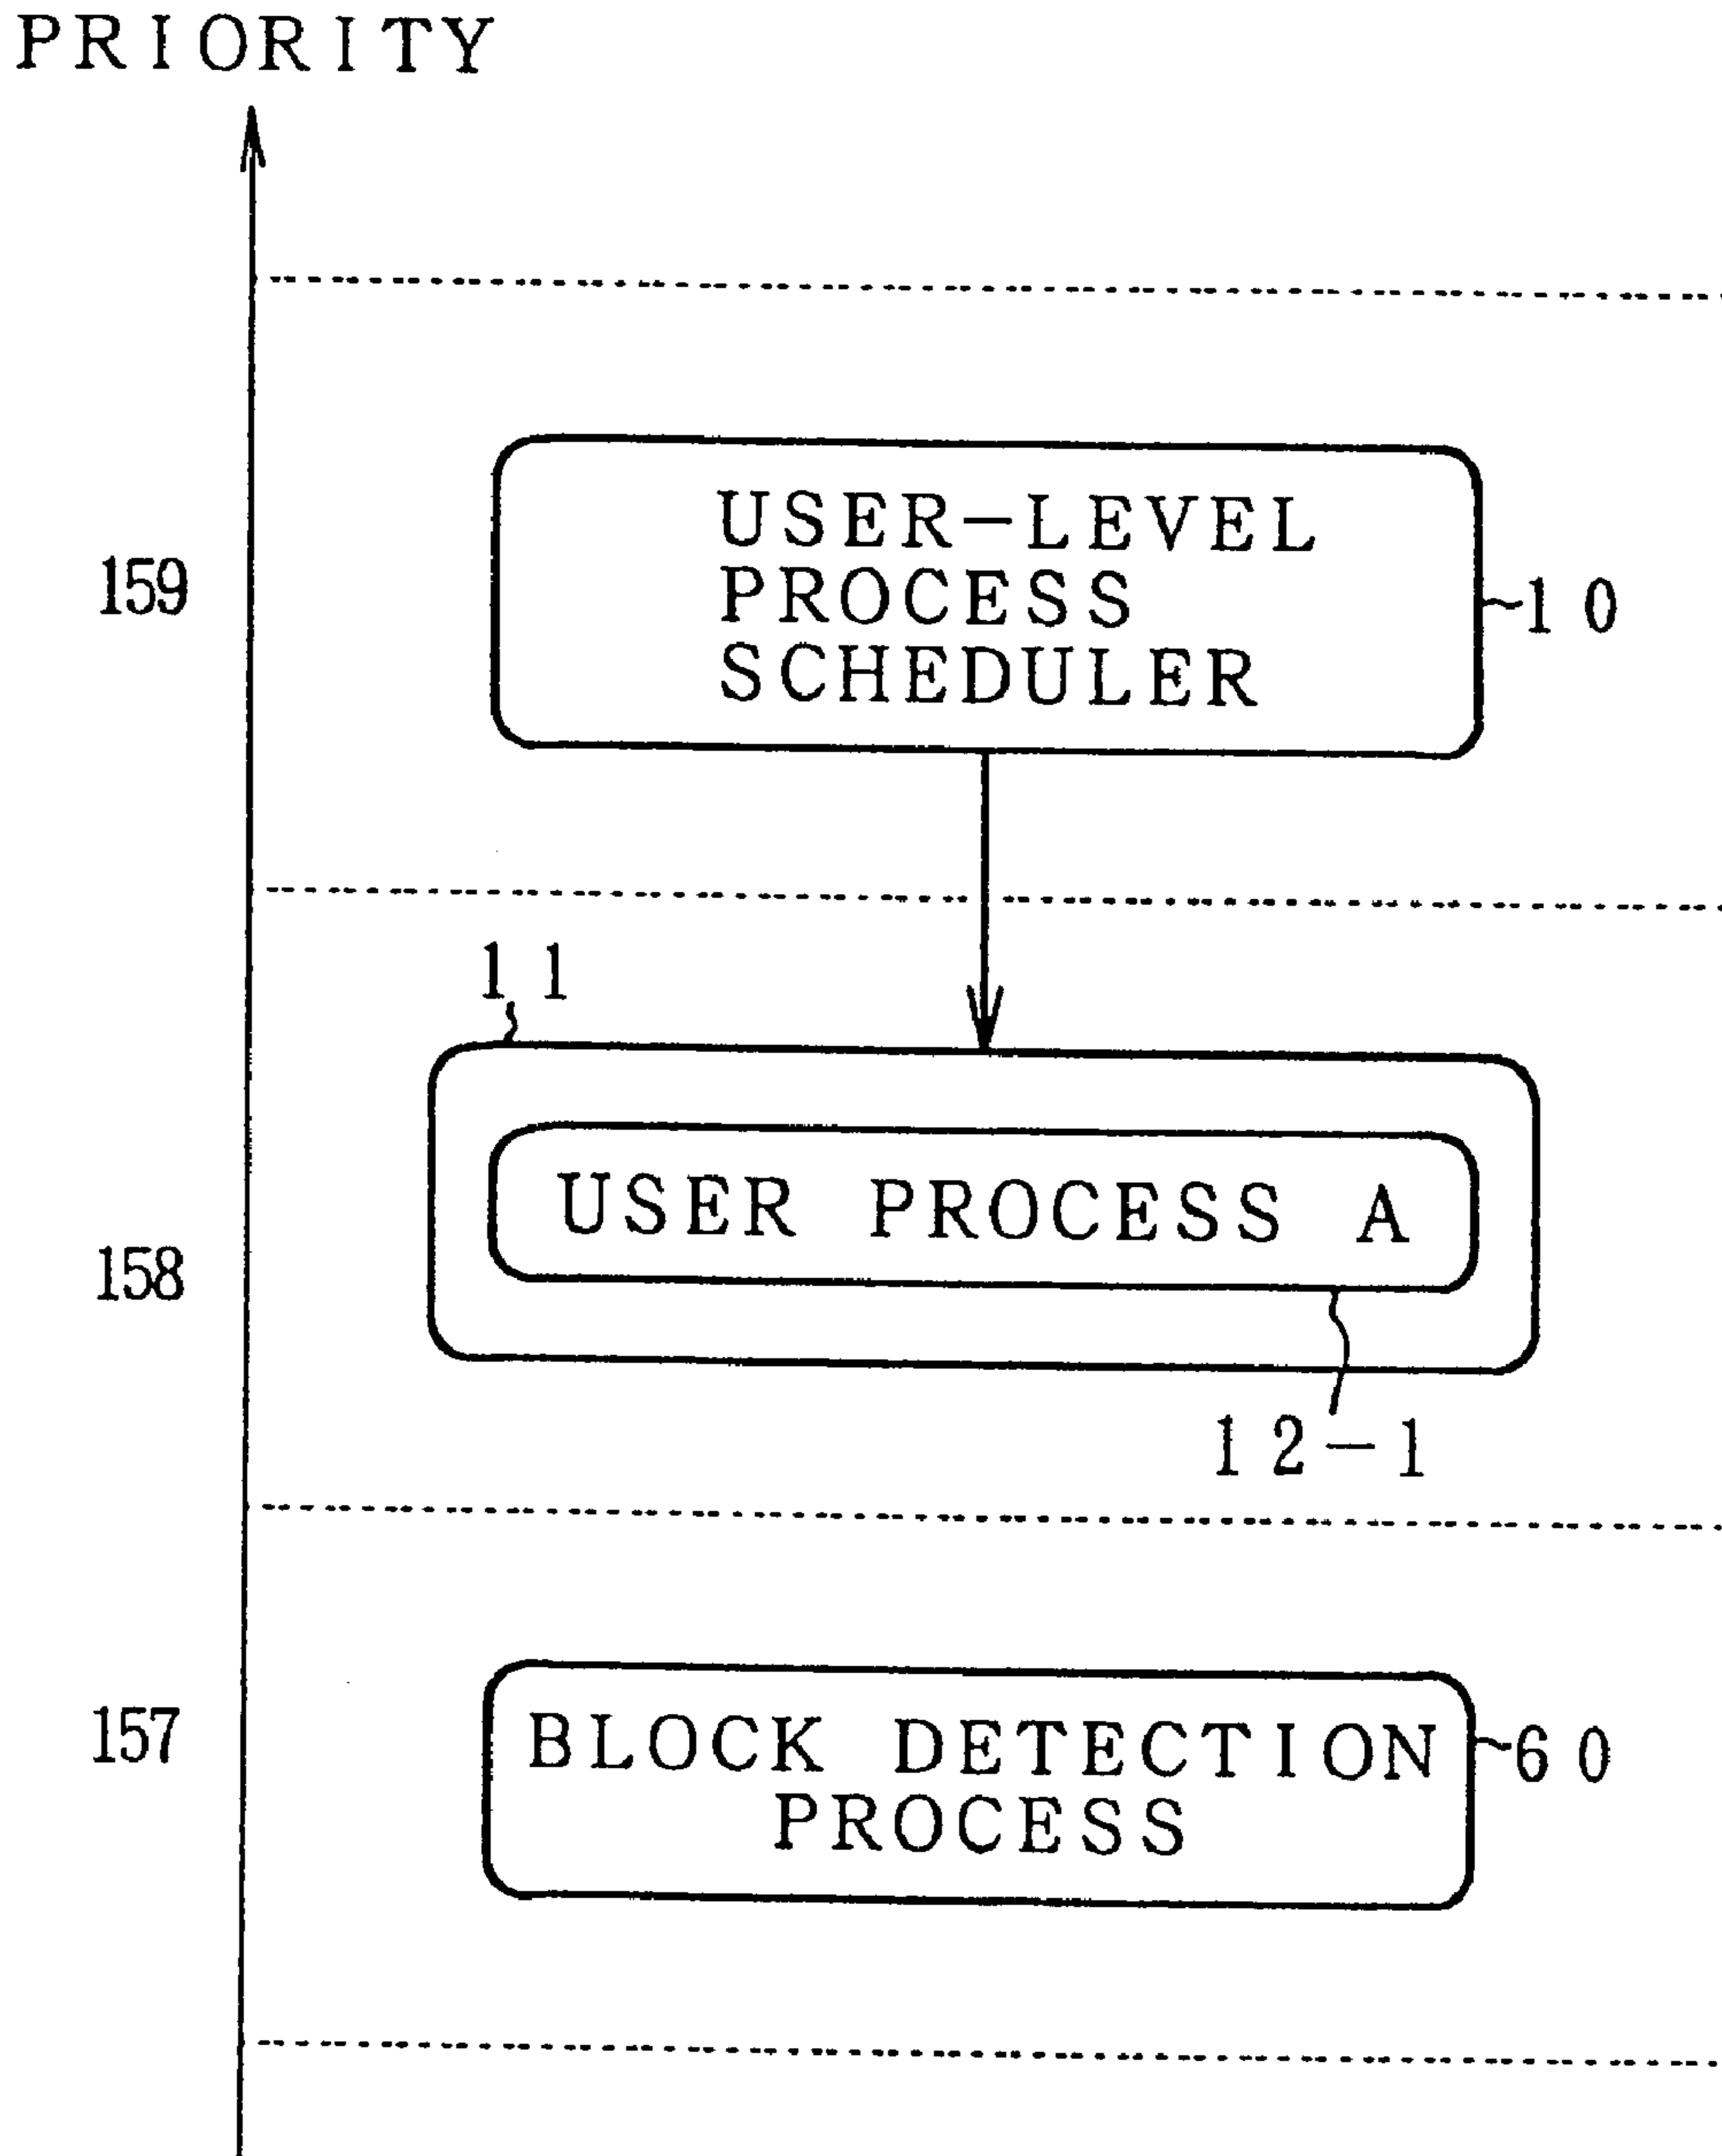 PRIORITY
USER-LEVEL
PROCESS
SCHEDULER
159
10
11
USER PROCESS A
158
12-1
BLOCK DETECTION
PROCESS
157
60